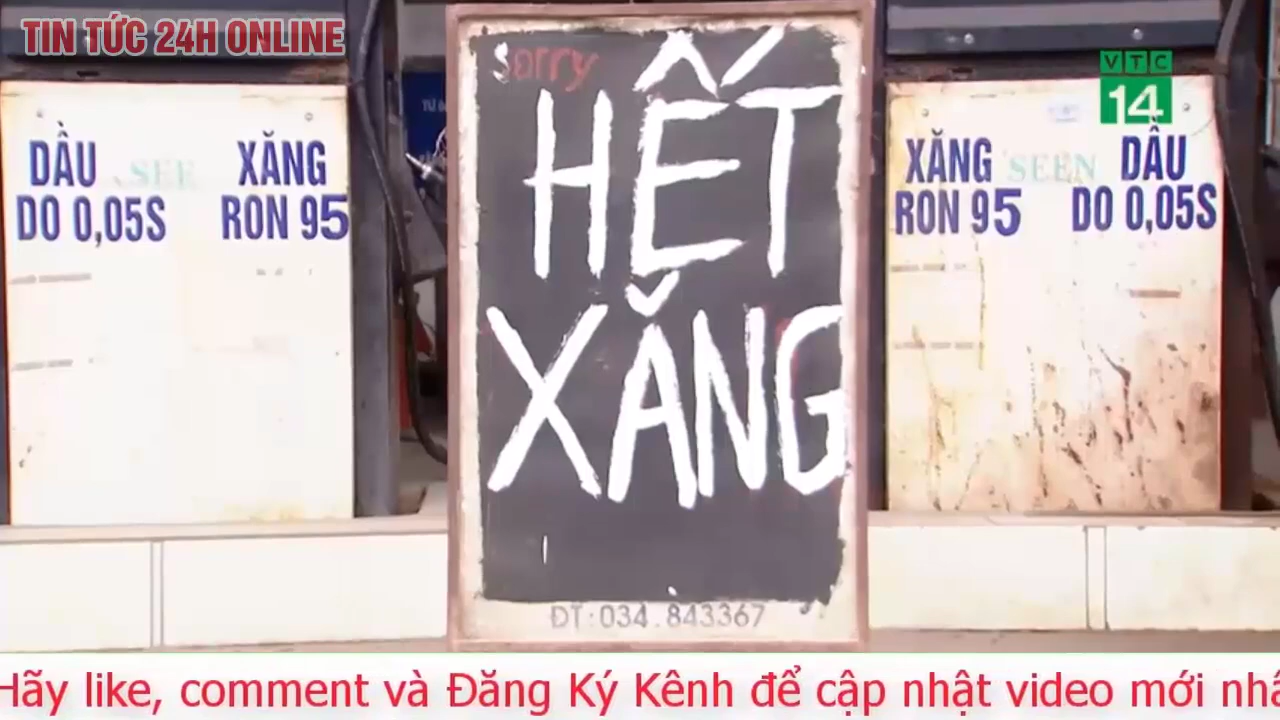 TIN TỨC 24H ONLINE
VTC
14
Sorry
HẾT
XĂNG
DẦU
DO 0,05S
XĂNG
RON 95
XĂNG
RON 95
SEEN
DẦU
DO 0,05S
ĐT:034.843367
Hãy like, comment và Đăng Ký Kênh để cập nhật video mới